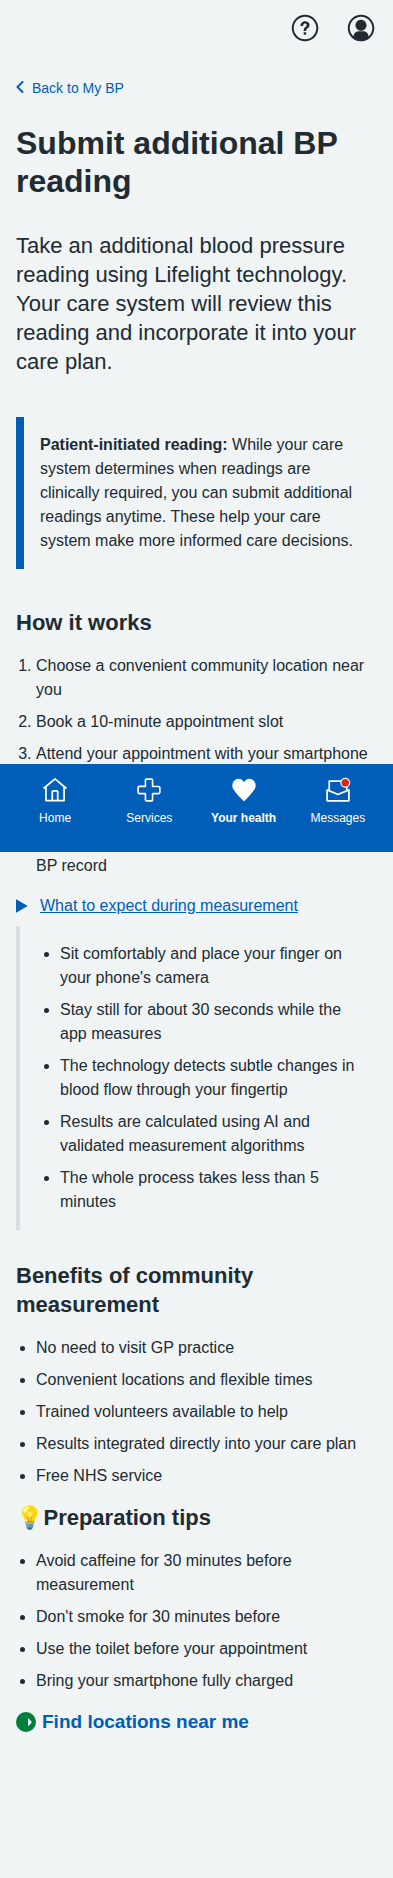 Back to My BP
Submit additional BP
reading
Take an additional blood pressure
reading using Lifelight technology.
Your care system will review this
reading and incorporate it into your
care plan.
Patient-initiated reading: While your care
system determines when readings are
clinically required, you can submit additional
readings anytime. These help your care
system make more informed care decisions.
How it works
1. Choose a convenient community location near
you
2. Book a 10-minute appointment slot
3. Attend your appointment with your smartphone
Home
Services
Your health
Messages
BP record
What to expect during measurement
• Sit comfortably and place your finger on
your phone's camera
• Stay still for about 30 seconds while the
app measures
• The technology detects subtle changes in
blood flow through your fingertip
• Results are calculated using AI and
validated measurement algorithms
• The whole process takes less than 5
minutes
Benefits of community
measurement
• No need to visit GP practice
• Convenient locations and flexible times
• Trained volunteers available to help
• Results integrated directly into your care plan
• Free NHS service
💡Preparation tips
• Avoid caffeine for 30 minutes before
measurement
• Don't smoke for 30 minutes before
• Use the toilet before your appointment
• Bring your smartphone fully charged
Find locations near me